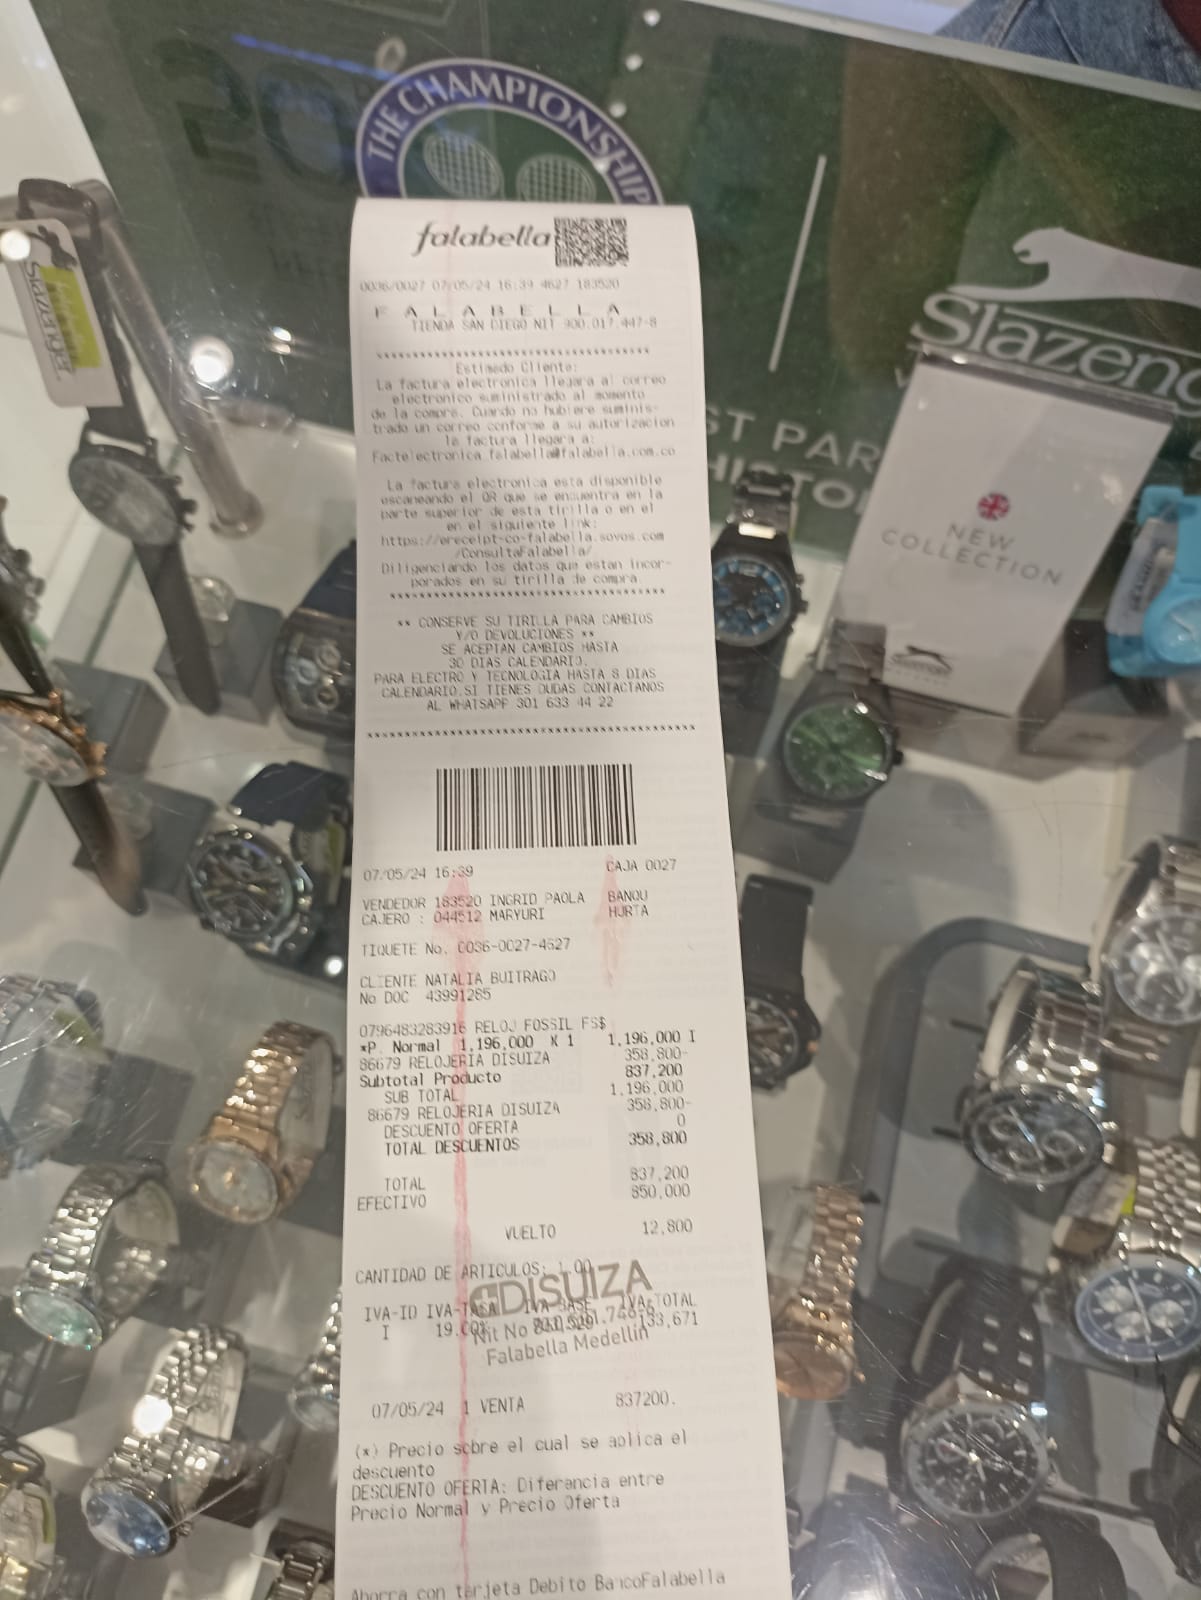 THE CHAMPIONSHIP
Slazenger
Slazeng
ST PAR
HISTO
NEW
COLLECTION
Slazenger
falabella
0036/0027 07/05/24 16:39 4627 183520
F A L A B E L L A
TIENDA SAN DIEGO NIT 900.017.447-8
Estimado Cliente:
La factura electronica llegara al correo
electronico suministrado al momento
de la compra. Cuando no hubiere suminis-
trado un correo conforme a su autorizacion
la factura llegara a:
Factelectronica_falabella@falabella.com.co
La factura electronica esta disponible
escaneando el QR que se encuentra en la
parte superior de esta tirilla o en el
en el siguiente link:
https://ereceipt-co-falabella.sovos.com
/ConsultaFalabella/
Diligenciando los datos que estan incor-
porados en su tirilla de compra.
** CONSERVE SU TIRILLA PARA CAMBIOS
Y/O DEVOLUCIONES **
SE ACEPTAN CAMBIOS HASTA
30 DIAS CALENDARIO.
PARA ELECTRO Y TECNOLOGIA HASTA 8 DIAS
CALENDARIO.SI TIENES DUDAS CONTACTANOS
AL WHATSAPP 301 633 44 22
07/05/24 16:39 CAJA 0027
VENDEDOR 183520 INGRID PAOLA BANQU
CAJERO : 044512 MARYURI HURTA
TIQUETE No. 0036-0027-4627
CLIENTE NATALIA BUITRAGO
No DOC 43991285
0796483283916 RELOJ FOSSIL FS$
*P. Normal 1,196,000 X 1 1,196,000 I
86679 RELOJERIA DISUIZA 358,800-
Subtotal Producto 837,200
SUB TOTAL 1,196,000
86679 RELOJERIA DISUIZA 358,800-
DESCUENTO OFERTA 0
TOTAL DESCUENTOS 358,800
TOTAL 837,200
EFECTIVO 850,000
VUELTO 12,800
CANTIDAD DE ARTICULOS: 1.00
DISUIZA
IVA-ID IVA-TASA IVA-BASE IVA-TOTAL
I 19.00% 133,671
Nit No
Falabella Medellin
07/05/24 1 VENTA 837200.
(*) Precio sobre el cual se aplica el
descuento
DESCUENTO OFERTA: Diferencia entre
Precio Normal y Precio Oferta
Ahorra con tarjeta Debito BancoFalabella